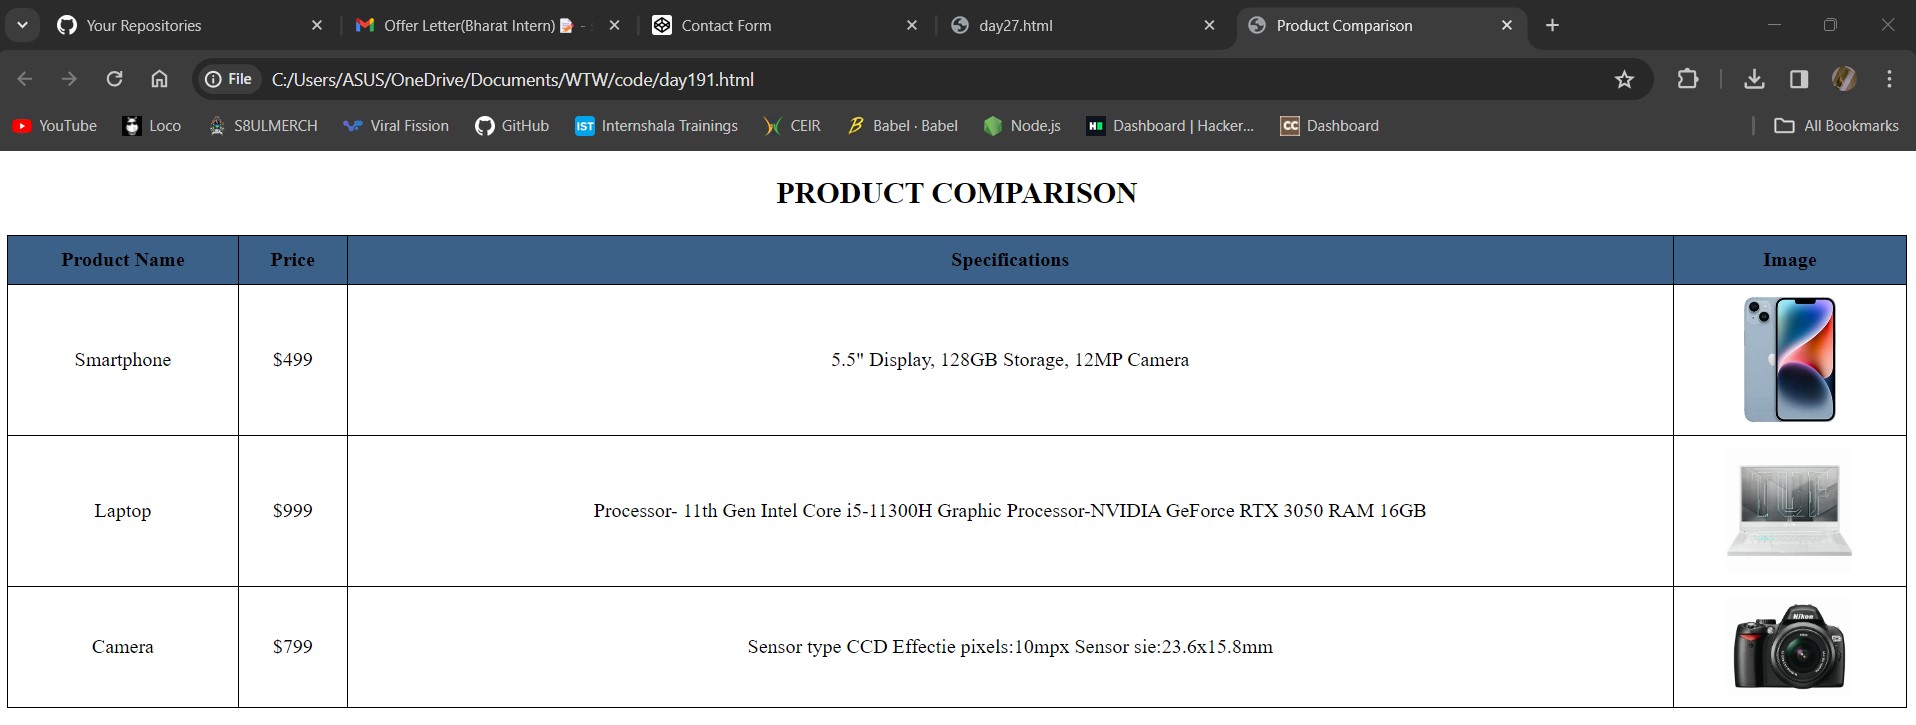 Your Repositories
Offer Letter(Bharat Intern)
Contact Form
day27.html
Product Comparison
File C:/Users/ASUS/OneDrive/Documents/WTW/code/day191.html
YouTube Loco S8ULMERCH Viral Fission GitHub IST Internshala Trainings CEIR Babel · Babel Node.js H Dashboard | Hacker... CC Dashboard All Bookmarks
PRODUCT COMPARISON
Product Name Price Specifications Image
Smartphone $499 5.5" Display, 128GB Storage, 12MP Camera
Laptop $999 Processor- 11th Gen Intel Core i5-11300H Graphic Processor-NVIDIA GeForce RTX 3050 RAM 16GB
TUF
Camera $799 Sensor type CCD Effectie pixels:10mpx Sensor sie:23.6x15.8mm
Nikon